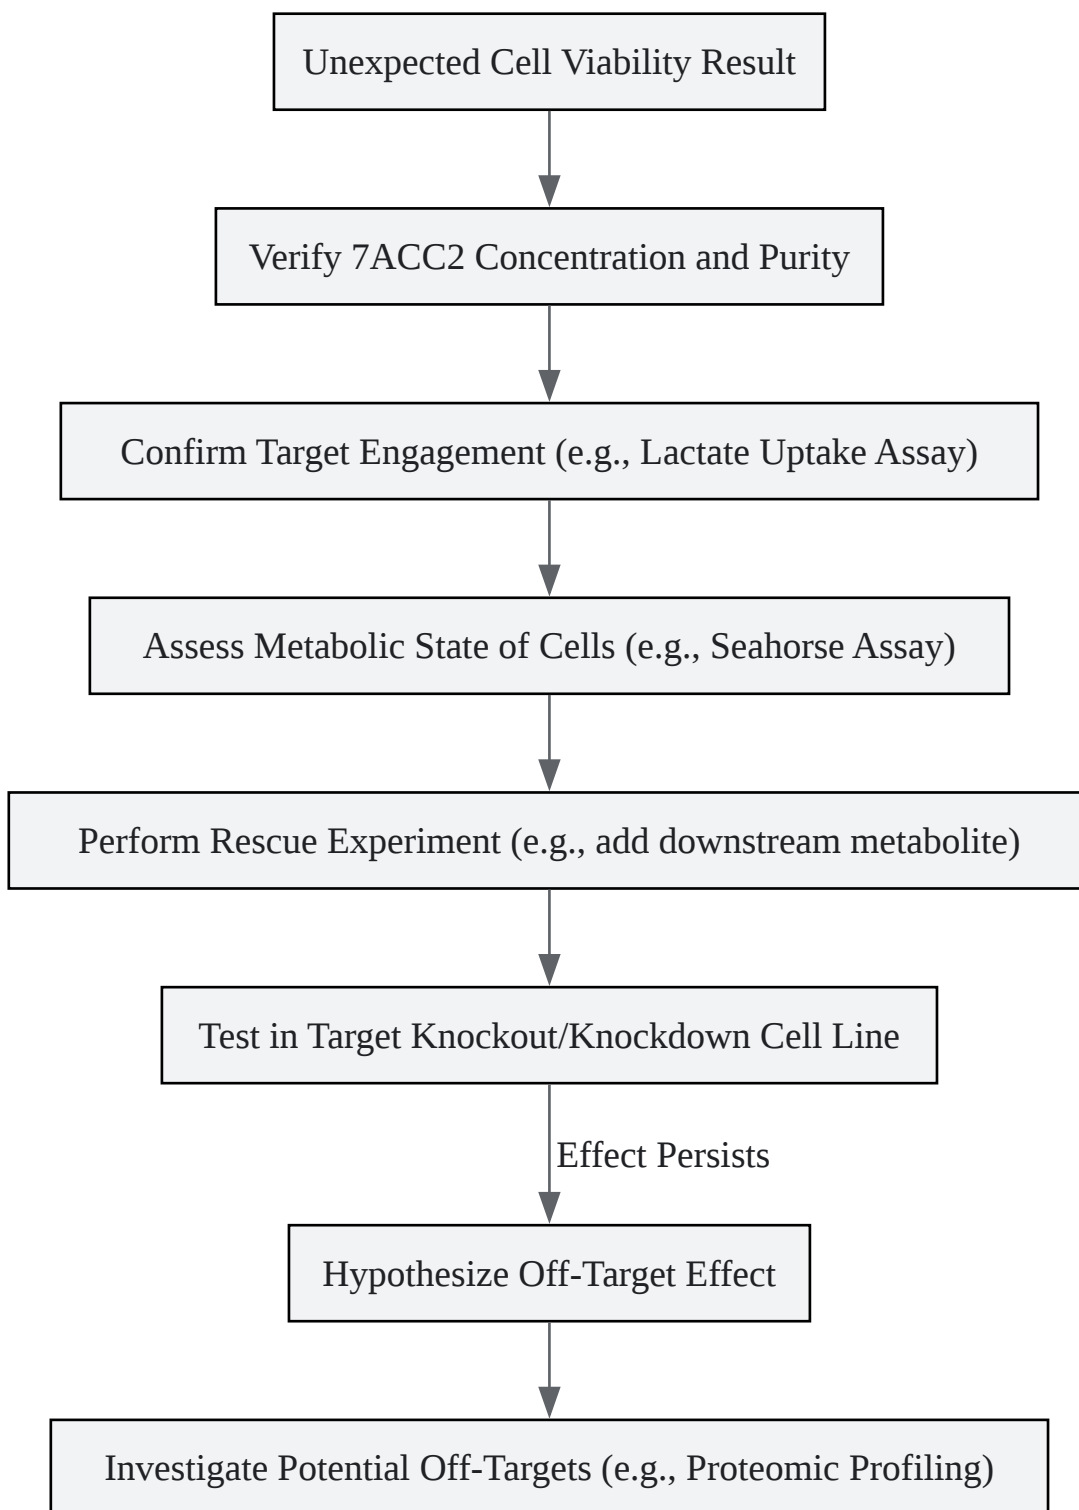 Unexpected Cell Viability Result
Verify 7ACC2 Concentration and Purity
Confirm Target Engagement (e.g., Lactate Uptake Assay)
Assess Metabolic State of Cells (e.g., Seahorse Assay)
Perform Rescue Experiment (e.g., add downstream metabolite)
Test in Target Knockout/Knockdown Cell Line
Effect Persists
Hypothesize Off-Target Effect
Investigate Potential Off-Targets (e.g., Proteomic Profiling)